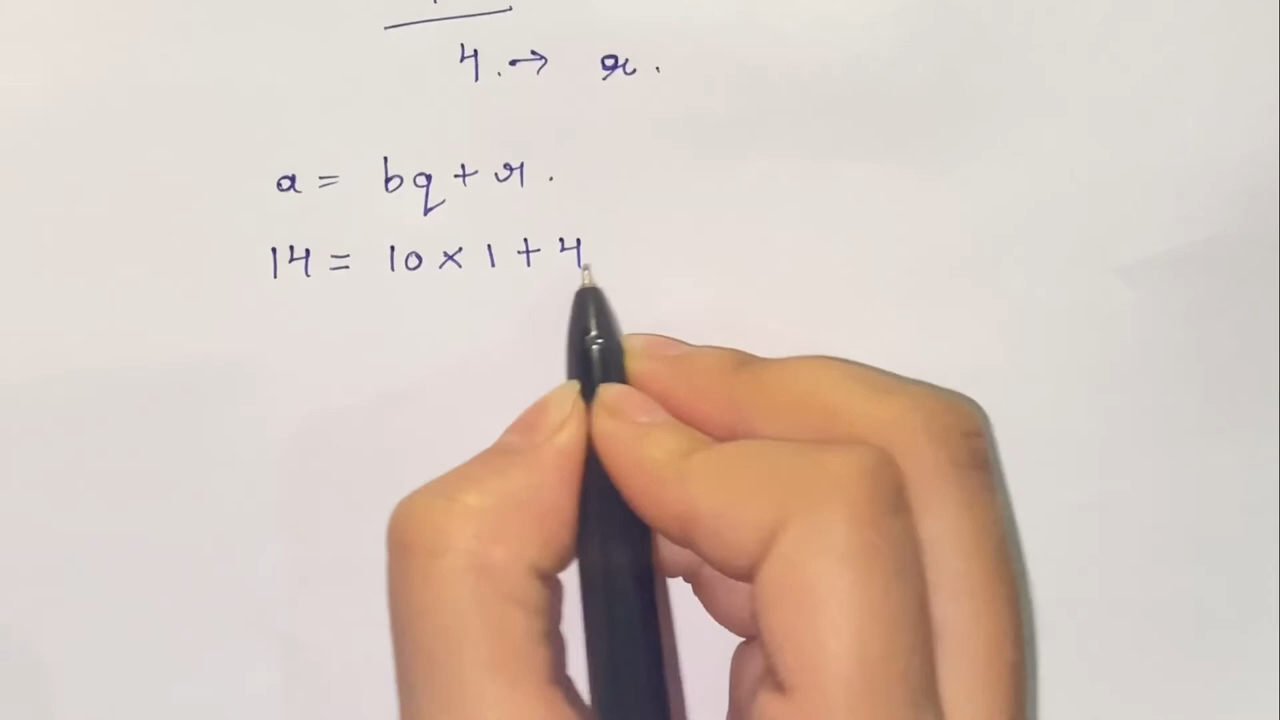 4. → r.
a = bq + r.
14 = 10 × 1 + 4